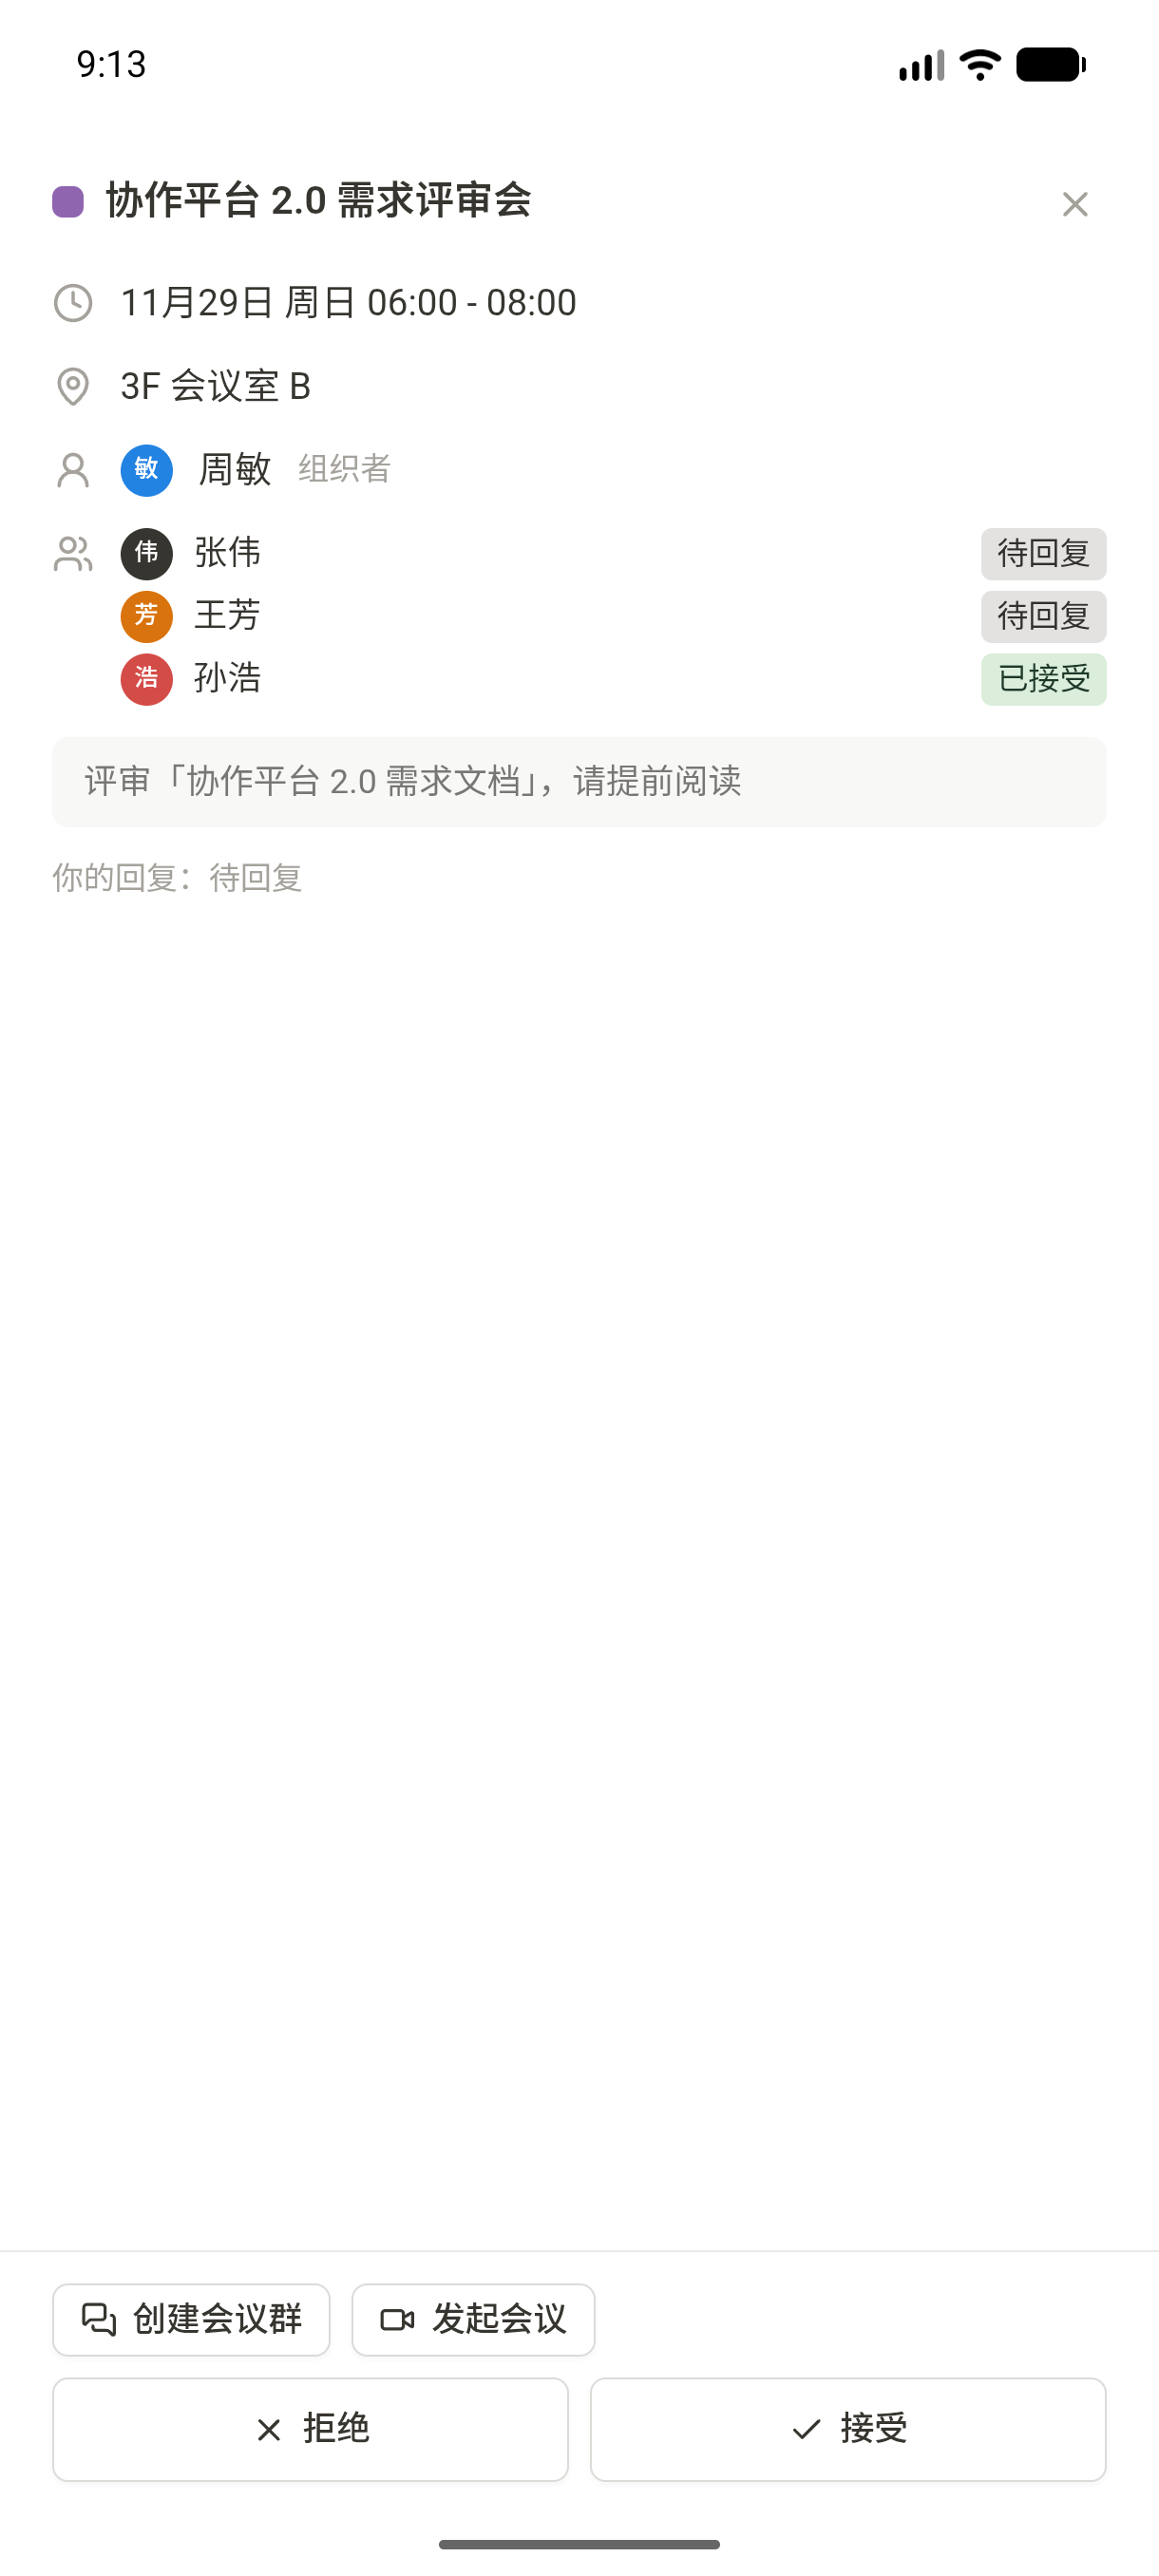 9:13
协作平台 2.0 需求评审会
11月29日 周日 06:00 - 08:00
3F 会议室 B
敏 周敏 组织者
伟 张伟 待回复
芳 王芳 待回复
浩 孙浩 已接受
评审「协作平台 2.0 需求文档」，请提前阅读
你的回复：待回复
创建会议群 发起会议
拒绝 接受